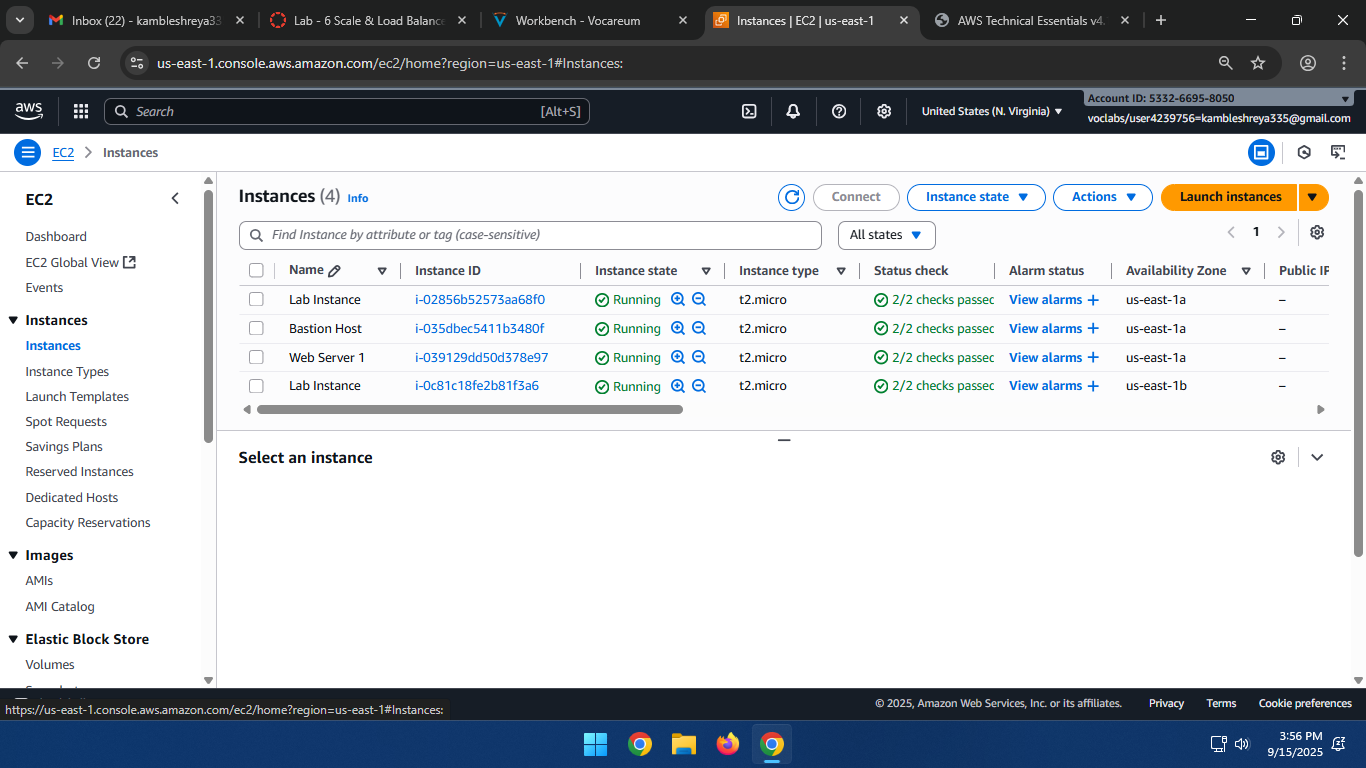 Inbox (22) - kambleshreya33
Lab - 6 Scale & Load Balance
Workbench - Vocareum
Instances | EC2 | us-east-1
AWS Technical Essentials v4.
us-east-1.console.aws.amazon.com/ec2/home?region=us-east-1#Instances:
aws
Search
[Alt+S]
United States (N. Virginia)
Account ID: 5332-6695-8050
voclabs/user4239756=kambleshreya335@gmail.com
EC2
Instances
EC2
Dashboard
EC2 Global View
Events
Instances
Instances
Instance Types
Launch Templates
Spot Requests
Savings Plans
Reserved Instances
Dedicated Hosts
Capacity Reservations
Images
AMIs
AMI Catalog
Elastic Block Store
Volumes
Instances (4) Info
Connect
Instance state
Actions
Launch instances
Find Instance by attribute or tag (case-sensitive)
All states
1
Name Instance ID Instance state Instance type Status check Alarm status Availability Zone Public IP
Lab Instance i-02856b52573aa68f0 Running t2.micro 2/2 checks passec View alarms + us-east-1a –
Bastion Host i-035dbec5411b3480f Running t2.micro 2/2 checks passec View alarms + us-east-1a –
Web Server 1 i-039129dd50d378e97 Running t2.micro 2/2 checks passec View alarms + us-east-1a –
Lab Instance i-0c81c18fe2b81f3a6 Running t2.micro 2/2 checks passec View alarms + us-east-1b –
Select an instance
https://us-east-1.console.aws.amazon.com/ec2/home?region=us-east-1#Instances:
© 2025, Amazon Web Services, Inc. or its affiliates.
Privacy
Terms
Cookie preferences
3:56 PM
9/15/2025